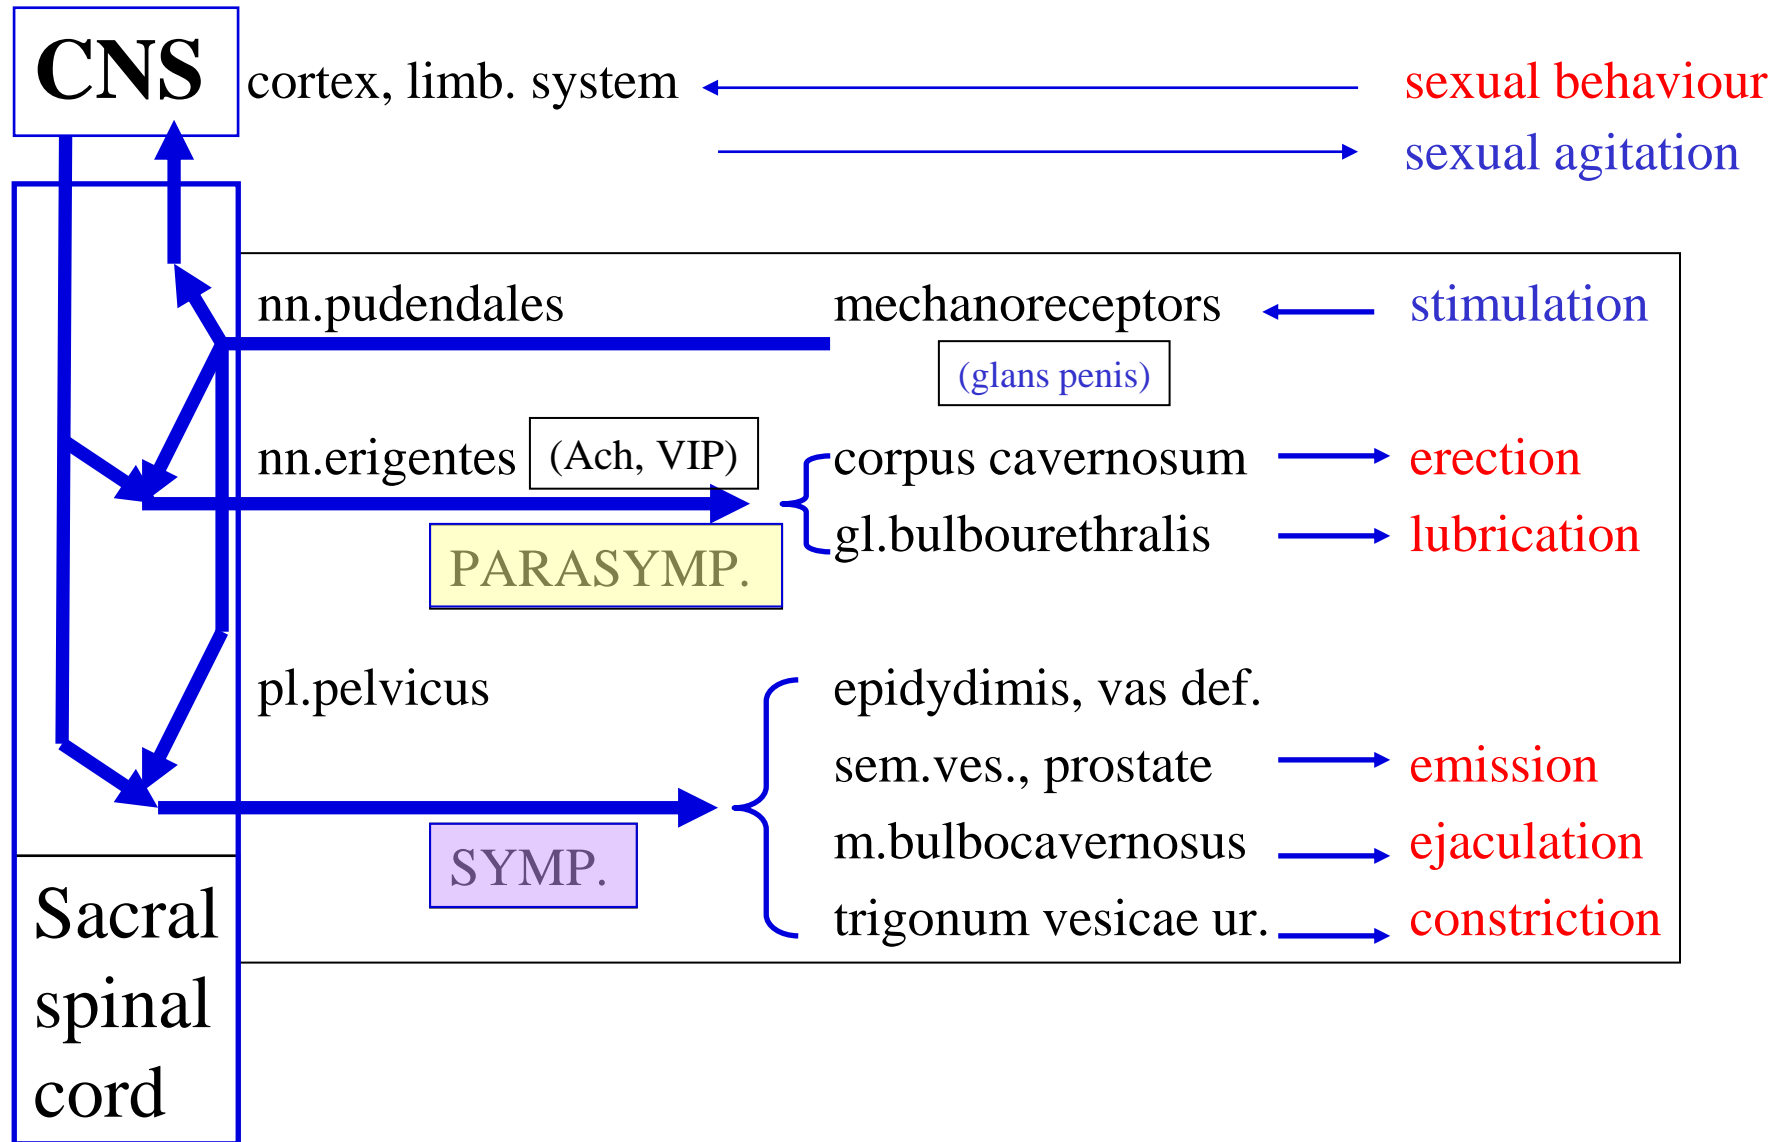 CNS cortex, limb. system sexual behaviour
sexual agitation
nn.pudendales mechanoreceptors stimulation
(glans penis)
nn.erigentes (Ach, VIP) corpus cavernosum erection
gl.bulbourethralis lubrication
PARASYMP.
pl.pelvicus epidydimis, vas def.
sem.ves., prostate emission
m.bulbocavernosus ejaculation
SYMP.
trigonum vesicae ur. constriction
Sacral
spinal
cord